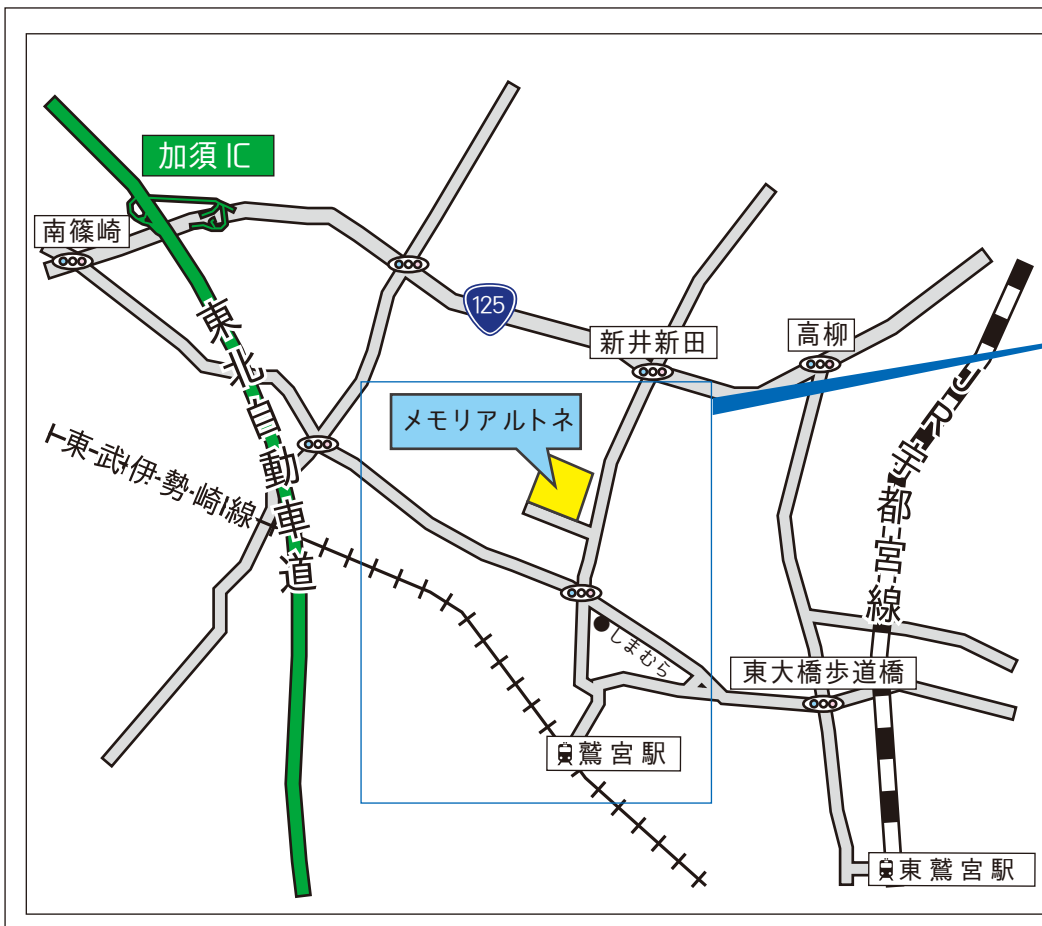 加須IC
南篠崎
125
新井新田
高柳
メモリアルトネ
東北自動車道
東武伊勢崎線
JR宇都宮線
しまむら
東大橋歩道橋
鷲宮駅
東鷲宮駅